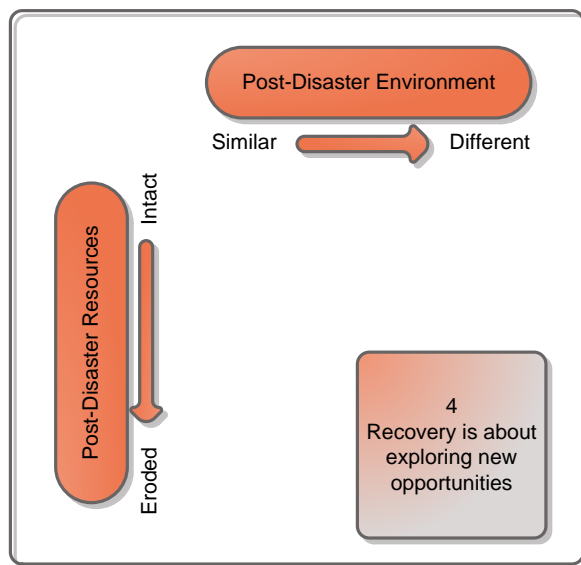 Post-Disaster Environment
Similar
Different
Post-Disaster Resources
Intact
Eroded
4
Recovery is about
exploring new
opportunities